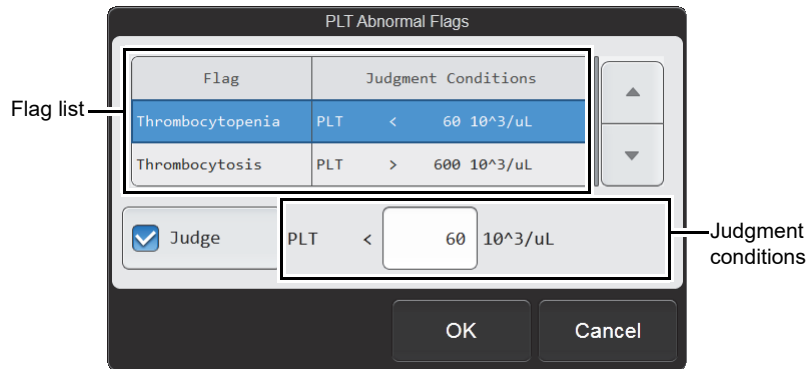 PLT Abnormal Flags
Flag Judgment Conditions
Flag list
Thrombocytopenia PLT < 60 10^3/uL
Thrombocytosis PLT > 600 10^3/uL
Judge PLT < 60 10^3/uL
Judgment
conditions
OK Cancel